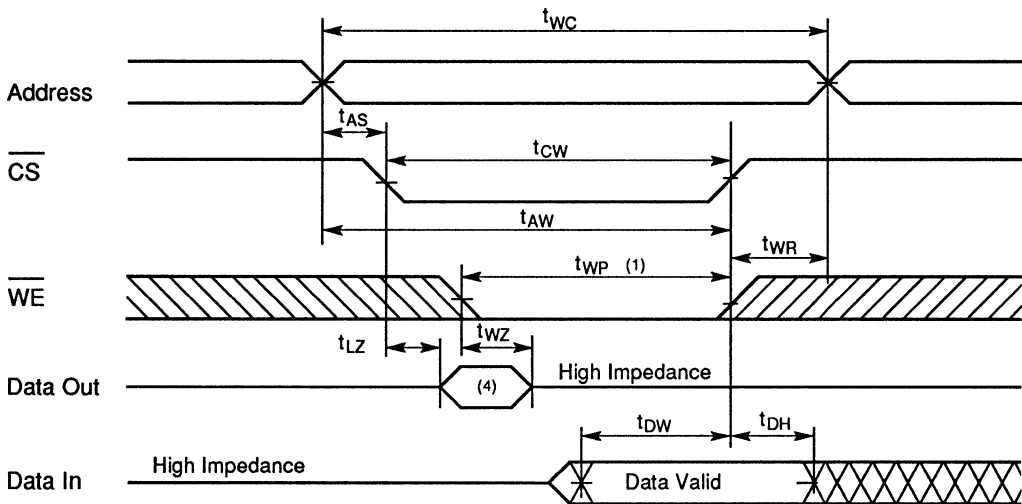 tWC
Address
tAS
tCW
CS
tAW
tWR
tWP (1)
WE
tLZ
tWZ
High Impedance
Data Out
(4)
tDW
tDH
High Impedance
Data In
Data Valid